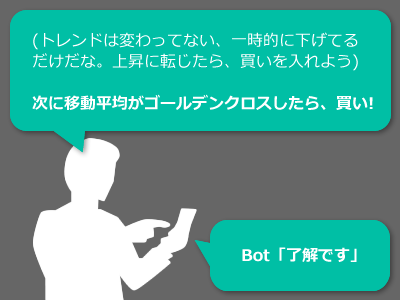 (トレンドは変わってない、一時的に下げてる
だけだな。上昇に転じたら、買いを入れよう)
次に移動平均がゴールデンクロスしたら、買い!
Bot「了解です」